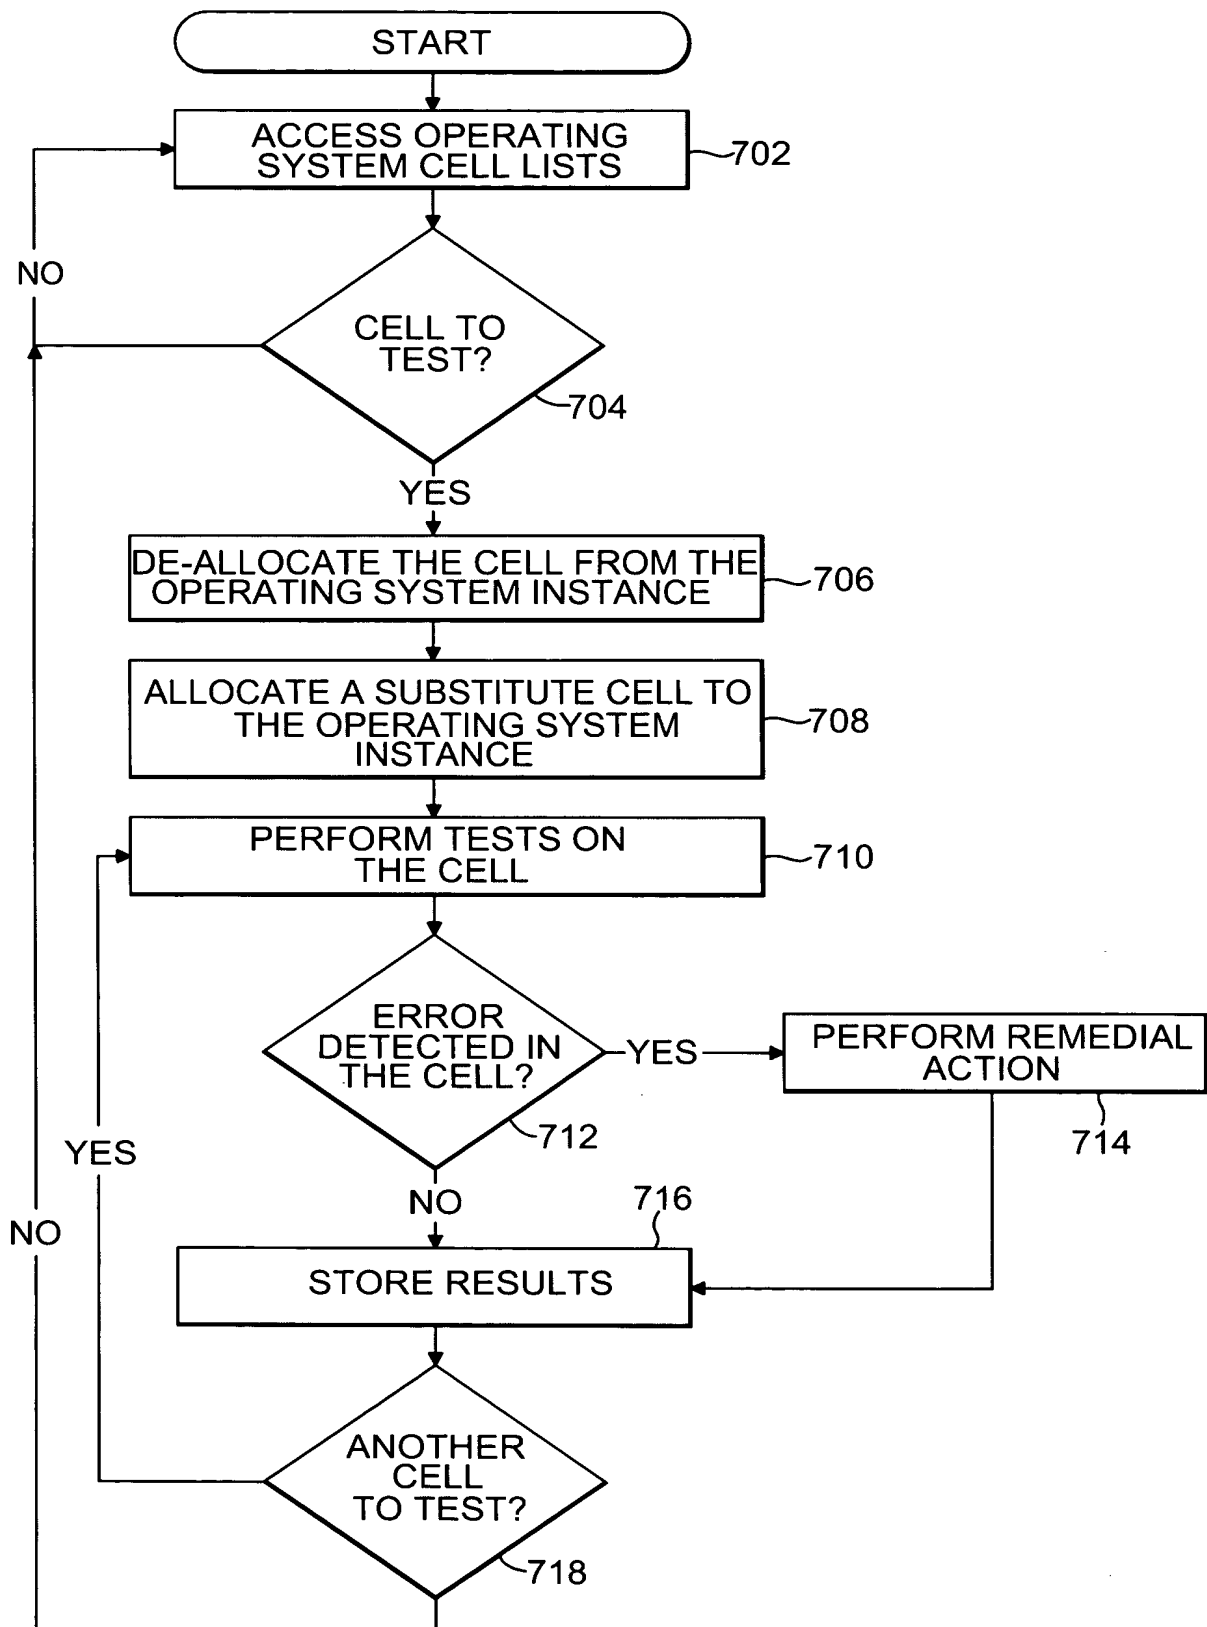 START
ACCESS OPERATING
SYSTEM CELL LISTS
702
NO
CELL TO
TEST?
704
YES
DE-ALLOCATE THE CELL FROM THE
OPERATING SYSTEM INSTANCE
706
ALLOCATE A SUBSTITUTE CELL TO
THE OPERATING SYSTEM
INSTANCE
708
PERFORM TESTS ON
THE CELL
710
ERROR
DETECTED IN
THE CELL?
712
YES
PERFORM REMEDIAL
ACTION
714
YES
NO
716
NO
STORE RESULTS
ANOTHER
CELL
TO TEST?
718